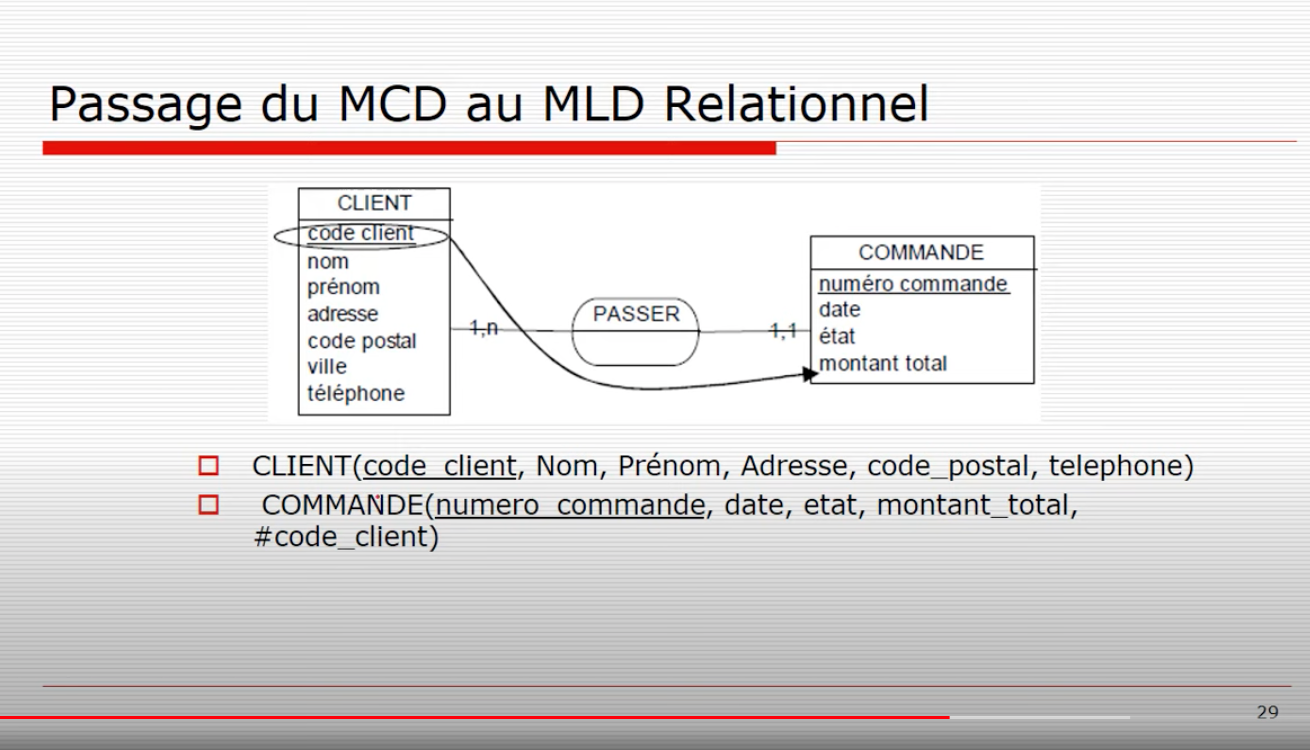 Passage du MCD au MLD Relationnel
CLIENT
code client
nom
prénom
adresse
code postal
ville
téléphone
1,n
PASSER
1,1
COMMANDE
numéro commande
date
état
montant total
CLIENT(code_client, Nom, Prénom, Adresse, code_postal, telephone)
COMMANDE(numero_commande, date, etat, montant_total,
#code_client)
29